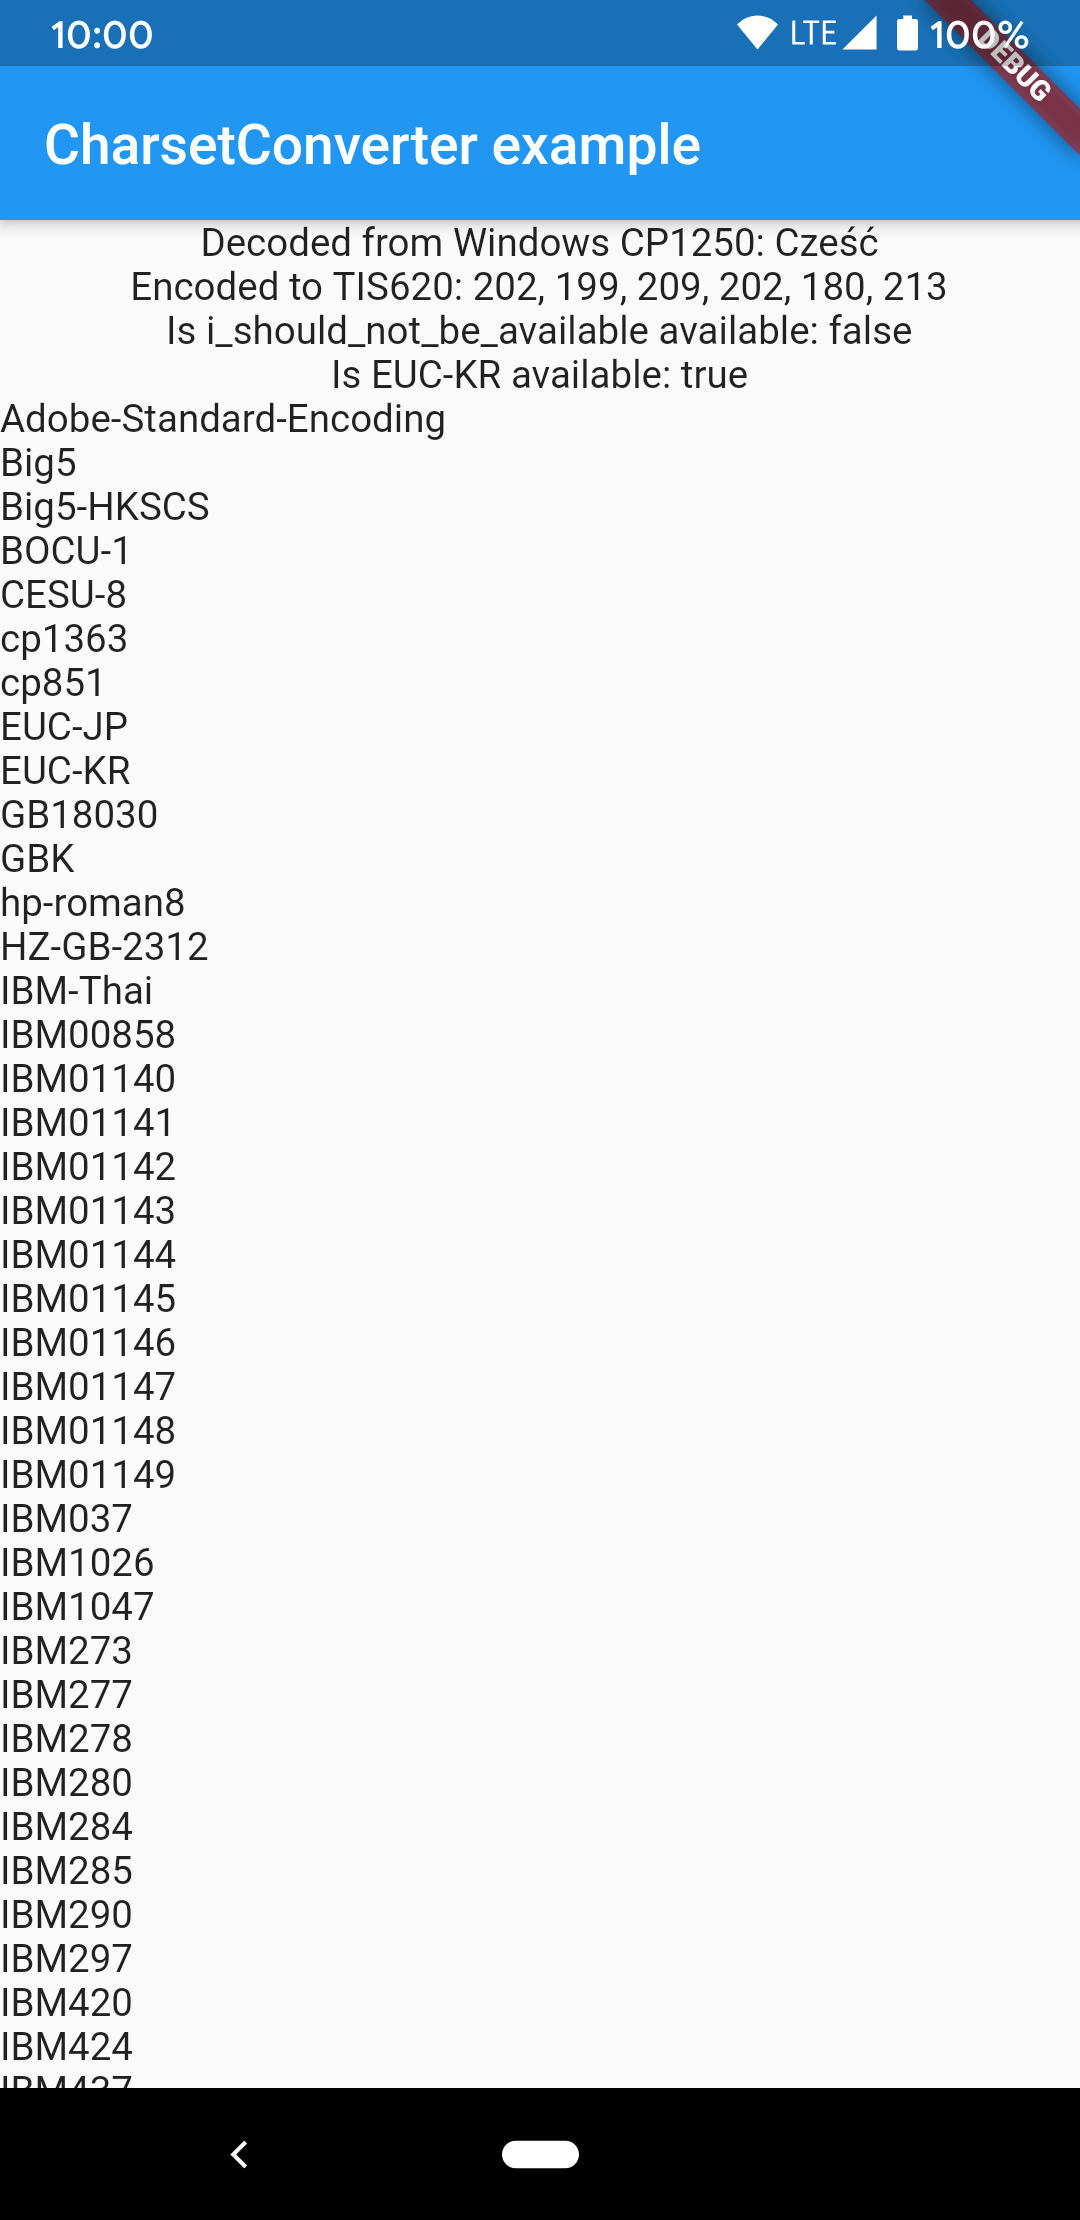 10:00 LTE 100%
DEBUG
CharsetConverter example
Decoded from Windows CP1250: Cześć
Encoded to TIS620: 202, 199, 209, 202, 180, 213
Is i_should_not_be_available available: false
Is EUC-KR available: true
Adobe-Standard-Encoding
Big5
Big5-HKSCS
BOCU-1
CESU-8
cp1363
cp851
EUC-JP
EUC-KR
GB18030
GBK
hp-roman8
HZ-GB-2312
IBM-Thai
IBM00858
IBM01140
IBM01141
IBM01142
IBM01143
IBM01144
IBM01145
IBM01146
IBM01147
IBM01148
IBM01149
IBM037
IBM1026
IBM1047
IBM273
IBM277
IBM278
IBM280
IBM284
IBM285
IBM290
IBM297
IBM420
IBM424
IBM437